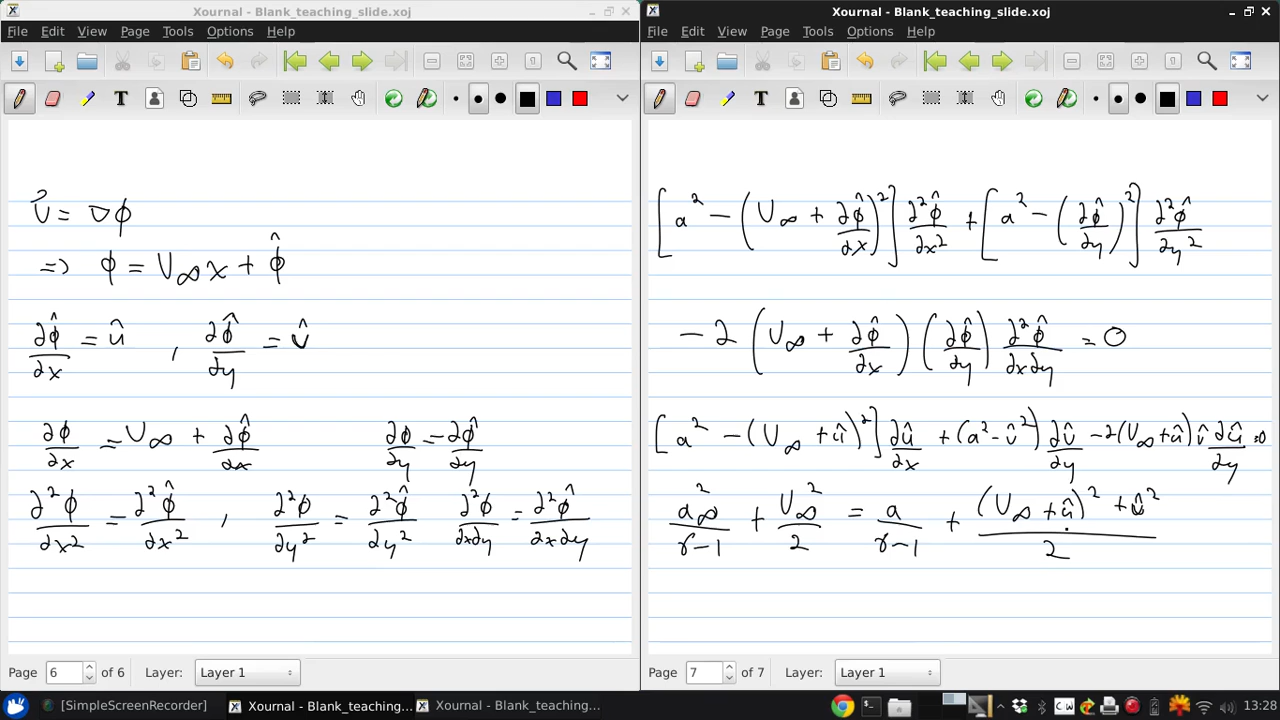 Xournal - Blank_teaching_slide.xoj
File Edit View Page Tools Options Help
V⃗ = ∇φ
=> φ = V∞ x + φ̂
∂φ̂/∂x = û , ∂φ̂/∂y = v̂
∂φ/∂x = V∞ + ∂φ̂/∂x ∂φ/∂y = ∂φ̂/∂y
∂²φ/∂x² = ∂²φ̂/∂x² , ∂²φ/∂y² = ∂²φ̂/∂y² ∂²φ/∂x∂y = ∂²φ̂/∂x∂y
Page 6 of 6 Layer: Layer 1
Xournal - Blank_teaching_slide.xoj
File Edit View Page Tools Options Help
[a² - (V∞ + ∂φ̂/∂x)²] ∂²φ̂/∂x² + [a² - (∂φ̂/∂y)²] ∂²φ̂/∂y²
- 2 (V∞ + ∂φ̂/∂x) (∂φ̂/∂y) ∂²φ̂/∂x∂y = 0
[a² - (V∞ + û)²] ∂û/∂x + (a² - v̂²) ∂v̂/∂y - 2(V∞ + û) v̂ ∂û/∂y = 0
a∞²/(γ-1) + V∞²/2 = a/(γ-1) + ((V∞ + û)² + v̂²)/2
Page 7 of 7 Layer: Layer 1
[SimpleScreenRecorder] Xournal - Blank_teaching_slide.... Xournal - Blank_teaching_slide.... 13:28